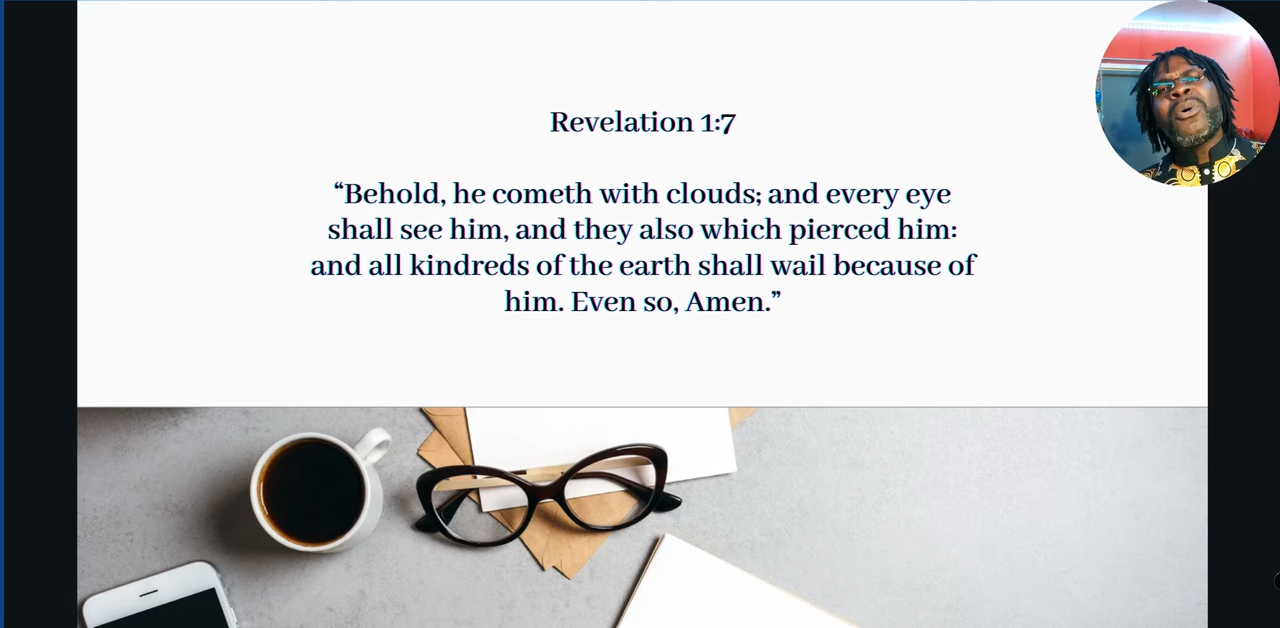 Revelation 1:7
“Behold, he cometh with clouds; and every eye
shall see him, and they also which pierced him:
and all kindreds of the earth shall wail because of
him. Even so, Amen.”